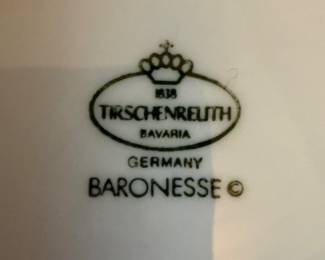 1838
TIRSCHENREUTH
BAVARIA
GERMANY
BARONESSE ©